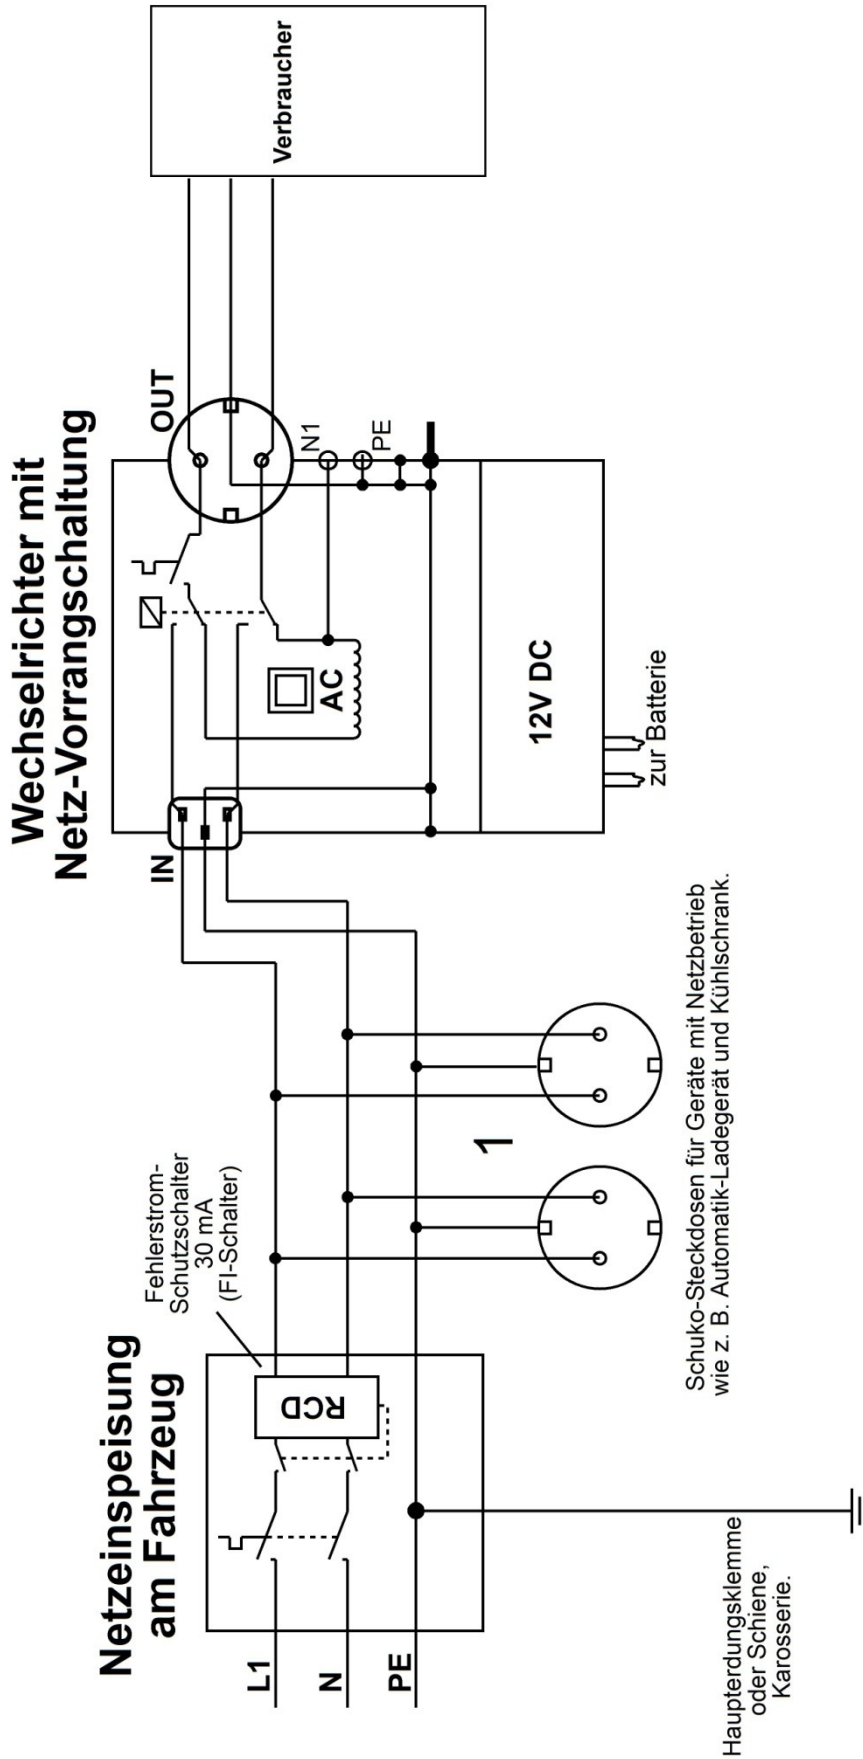 Netzeinspeisung
am Fahrzeug
Fehlerstrom-
Schutzschalter
30 mA
(FI-Schalter)
L1
N
PE
RCD
1
Haupterdungsklemme
oder Schiene,
Karosserie.
Schuko-Steckdosen für Geräte mit Netzbetrieb
wie z. B. Automatik-Ladegerät und Kühlschrank.
Wechselrichter mit
Netz-Vorrangschaltung
IN
OUT
AC
N1
PE
12V DC
zur Batterie
Verbraucher